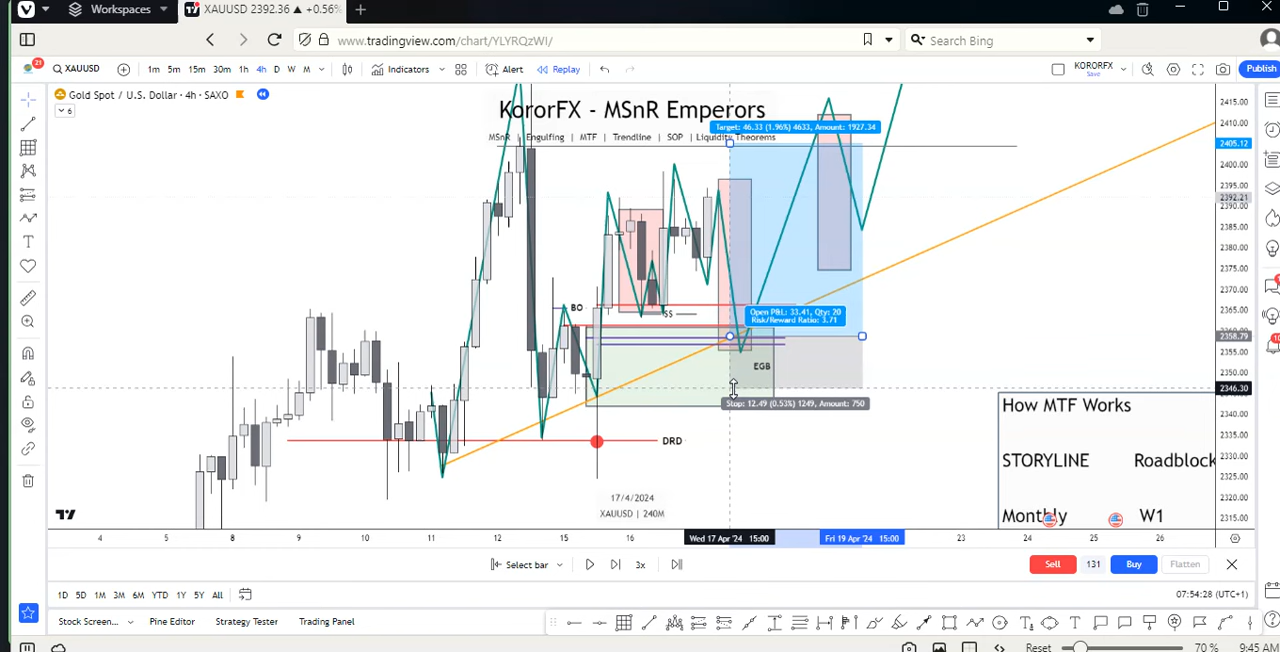 Workspaces XAUUSD 2392.36 ▲ +0.56% +
www.tradingview.com/chart/YLYRQzWI/ Search Bing
XAUUSD 1m 5m 15m 30m 1h 4h D W M Indicators Alert Replay KORORFX Save Publish
Gold Spot / U.S. Dollar · 4h · SAXO
6
KororFX - MSnR Emperors
MSnR | Engulfing | MTF | Trendline | SOP | Liquidity Theorems
Target: 46.33 (1.96%) 4633, Amount: 1927.34
BO
SS
Open P&L: 33.41, Qty: 20
Risk/Reward Ratio: 3.71
EGB
Stop: 12.49 (0.53%) 1249, Amount: 750
DRD
17/4/2024
XAUUSD | 240M
How MTF Works
STORYLINE Roadblock
Monthly W1
2415.00
2410.00
2405.12
2400.00
2395.00
2392.21
2390.00
2385.00
2380.00
2375.00
2370.00
2365.00
2358.79
2355.00
2350.00
2346.30
2340.00
2335.00
2330.00
2325.00
2320.00
2315.00
4 8 9 10 11 12 15 16 Wed 17 Apr '24 15:00 Fri 19 Apr '24 15:00 23 24 25 26
Select bar 3x Sell 131 Buy Flatten
1D 5D 1M 3M 6M YTD 1Y 5Y All 07:54:28 (UTC+1)
Stock Screen... Pine Editor Strategy Tester Trading Panel
Reset 70 % 9:45 AM